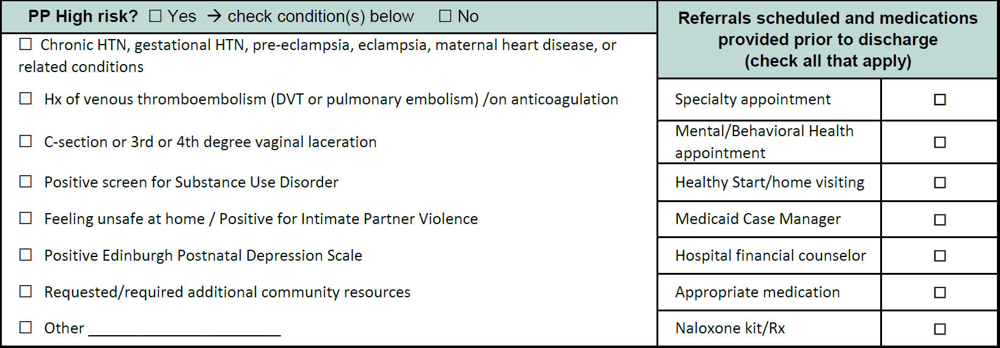 PP High risk? ☐ Yes → check condition(s) below ☐ No
☐ Chronic HTN, gestational HTN, pre-eclampsia, eclampsia, maternal heart disease, or
related conditions
☐ Hx of venous thromboembolism (DVT or pulmonary embolism) /on anticoagulation
☐ C-section or 3rd or 4th degree vaginal laceration
☐ Positive screen for Substance Use Disorder
☐ Feeling unsafe at home / Positive for Intimate Partner Violence
☐ Positive Edinburgh Postnatal Depression Scale
☐ Requested/required additional community resources
☐ Other _______________________
Referrals scheduled and medications
provided prior to discharge
(check all that apply)
Specialty appointment ☐
Mental/Behavioral Health
appointment ☐
Healthy Start/home visiting ☐
Medicaid Case Manager ☐
Hospital financial counselor ☐
Appropriate medication ☐
Naloxone kit/Rx ☐